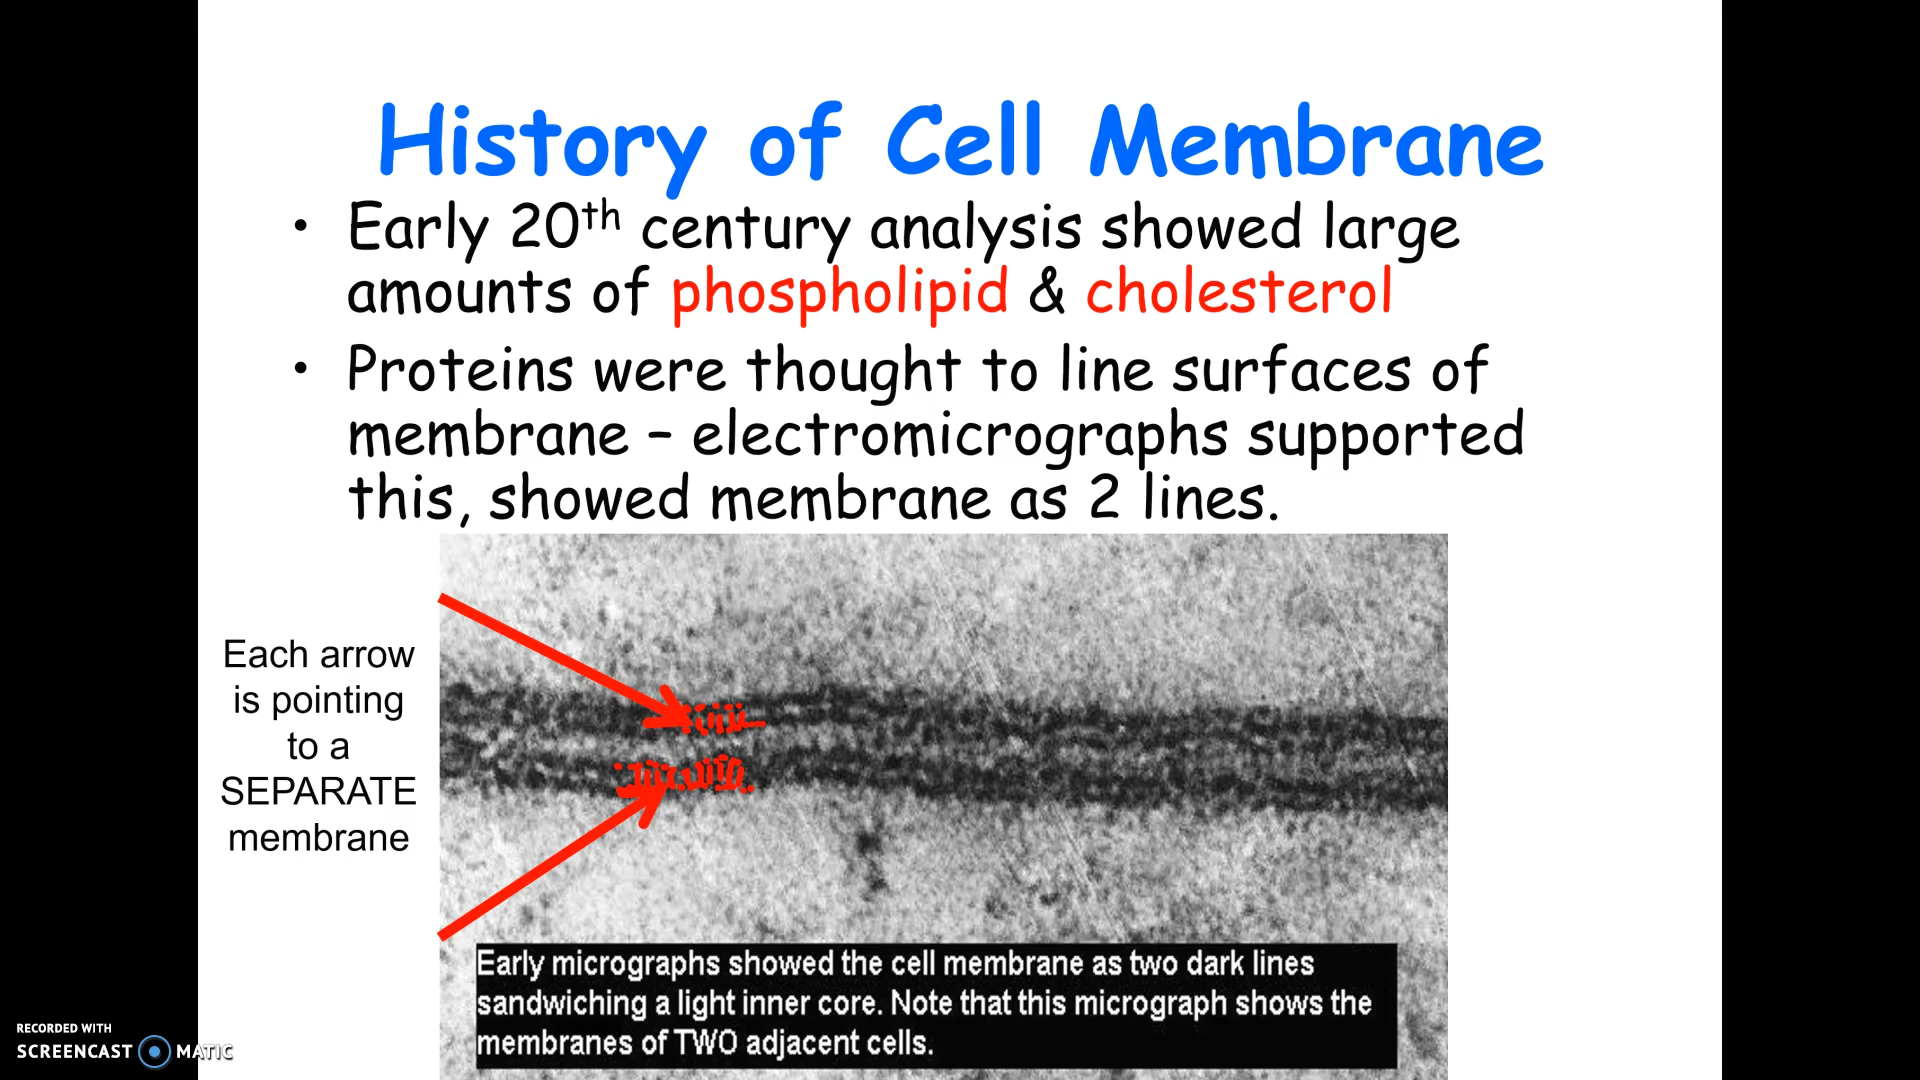 History of Cell Membrane
• Early 20th century analysis showed large
amounts of phospholipid & cholesterol
• Proteins were thought to line surfaces of
membrane – electromicrographs supported
this, showed membrane as 2 lines.
Each arrow
is pointing
to a
SEPARATE
membrane
Early micrographs showed the cell membrane as two dark lines
sandwiching a light inner core. Note that this micrograph shows the
membranes of TWO adjacent cells.
RECORDED WITH
SCREENCAST MATIC